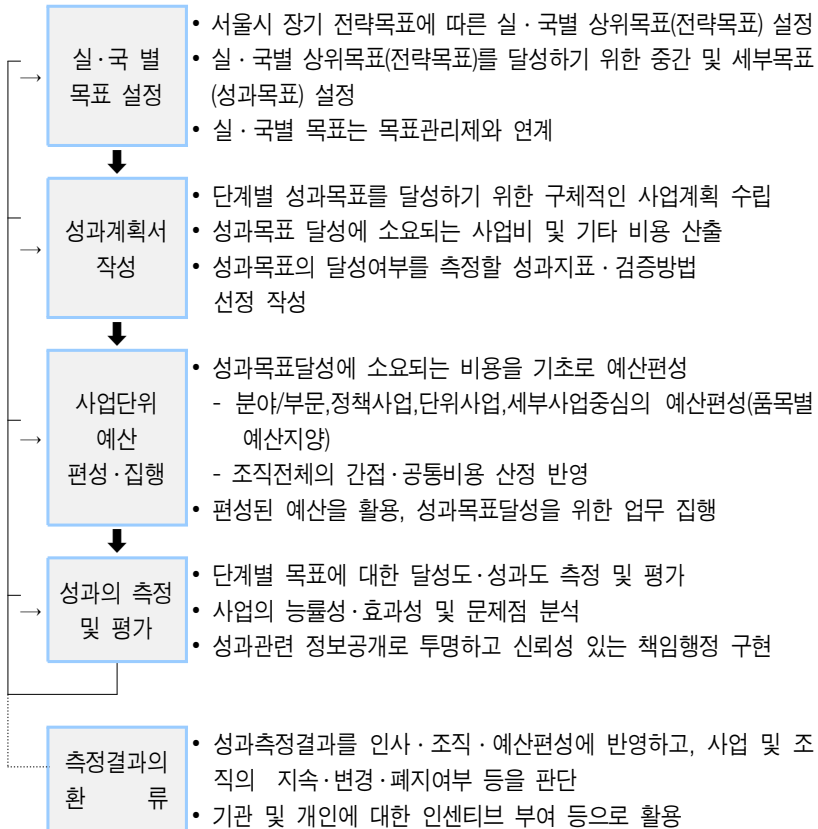 실·국 별
목표 설정
• 서울시 장기 전략목표에 따른 실·국별 상위목표(전략목표) 설정
• 실·국별 상위목표(전략목표)를 달성하기 위한 중간 및 세부목표
(성과목표) 설정
• 실·국별 목표는 목표관리제와 연계
성과계획서
작성
• 단계별 성과목표를 달성하기 위한 구체적인 사업계획 수립
• 성과목표 달성에 소요되는 사업비 및 기타 비용 산출
• 성과목표의 달성여부를 측정할 성과지표·검증방법
선정 작성
사업단위
예산
편성·집행
• 성과목표달성에 소요되는 비용을 기초로 예산편성
- 분야/부문,정책사업,단위사업,세부사업중심의 예산편성(품목별
예산지양)
- 조직전체의 간접·공통비용 산정 반영
• 편성된 예산을 활용, 성과목표달성을 위한 업무 집행
성과의 측정
및 평가
• 단계별 목표에 대한 달성도·성과도 측정 및 평가
• 사업의 능률성·효과성 및 문제점 분석
• 성과관련 정보공개로 투명하고 신뢰성 있는 책임행정 구현
측정결과의
환 류
• 성과측정결과를 인사·조직·예산편성에 반영하고, 사업 및 조
직의 지속·변경·폐지여부 등을 판단
• 기관 및 개인에 대한 인센티브 부여 등으로 활용